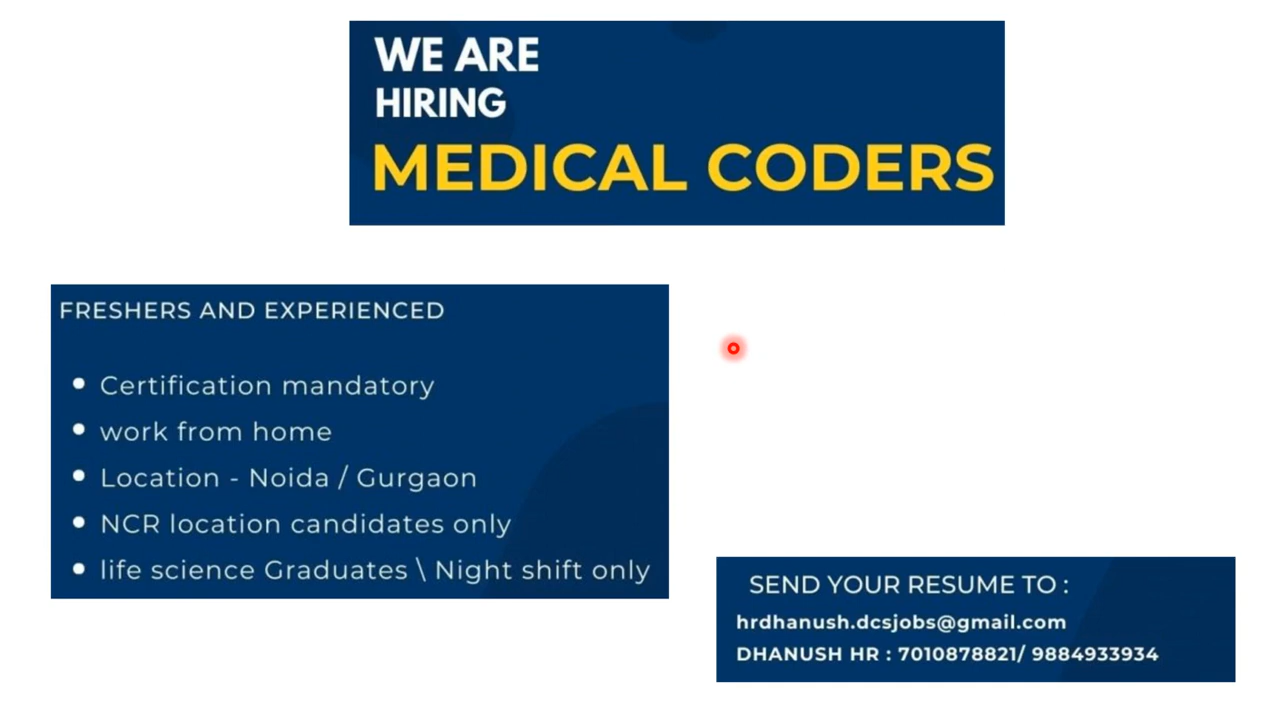 WE ARE
HIRING
MEDICAL CODERS
FRESHERS AND EXPERIENCED
• Certification mandatory
• work from home
• Location - Noida / Gurgaon
• NCR location candidates only
• life science Graduates \ Night shift only
SEND YOUR RESUME TO :
hrdhanush.dcsjobs@gmail.com
DHANUSH HR : 7010878821/ 9884933934